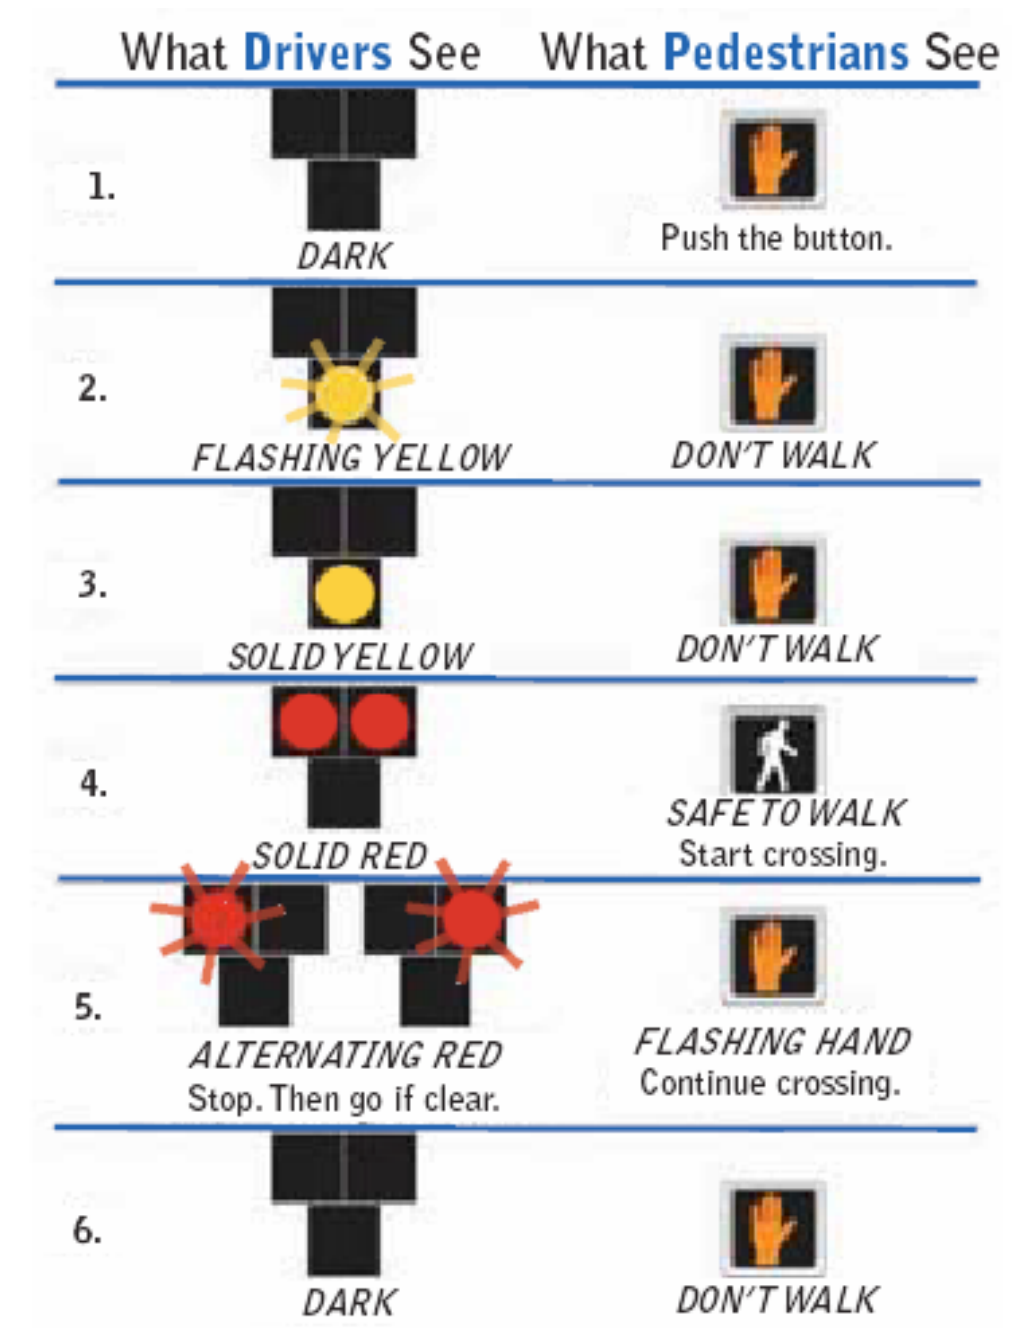 What Drivers See What Pedestrians See
1.
DARK
Push the button.
2.
FLASHING YELLOW
DON'T WALK
3.
SOLID YELLOW
DON'T WALK
4.
SOLID RED
SAFE TO WALK
Start crossing.
5.
ALTERNATING RED
Stop. Then go if clear.
FLASHING HAND
Continue crossing.
6.
DARK
DON'T WALK